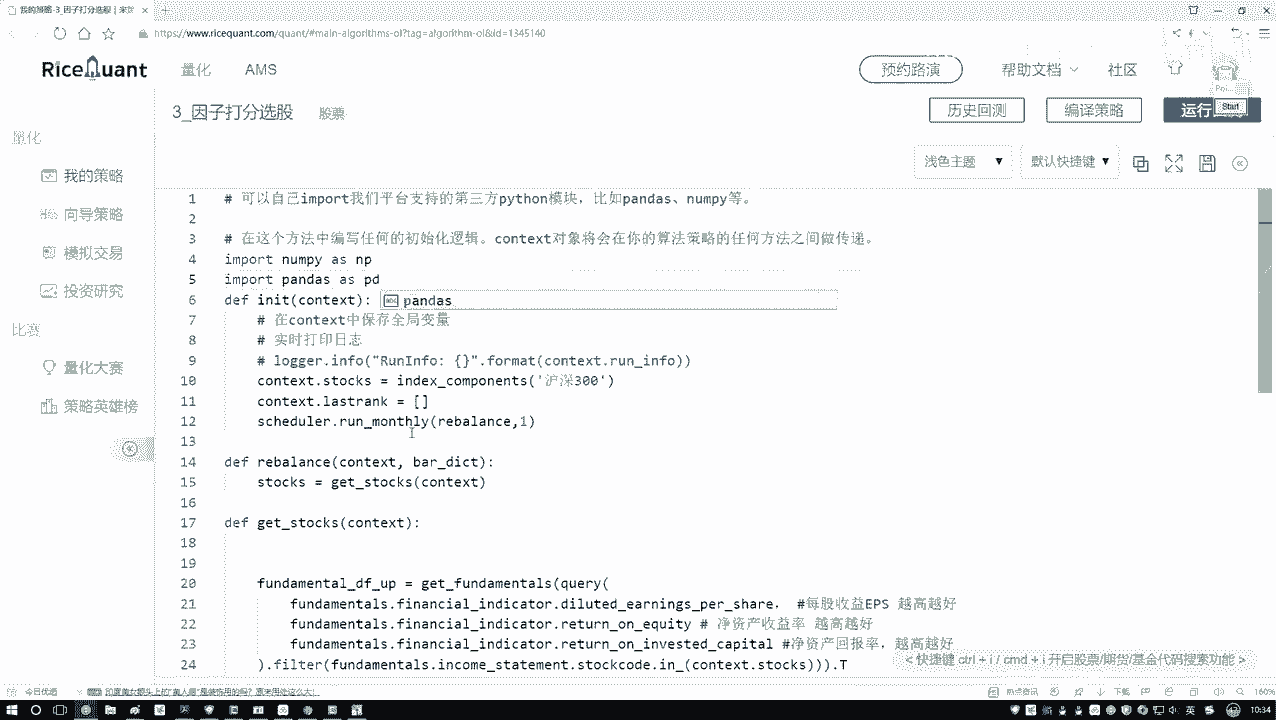 我的策略-3_因子打分选股
https://www.ricequant.com/quant/#main-algorithms-ol?tag=algorithm-ol&id=1345140
RiceQuant
量化
AMS
预约路演
帮助文档
社区
3_因子打分选股
股票
历史回测
编译策略
运行
Start
量化
我的策略
向导策略
模拟交易
投资研究
比赛
量化大赛
策略英雄榜
浅色主题
默认快捷键
1 # 可以自己import我们平台支持的第三方python模块，比如pandas、numpy等。
2
3 # 在这个方法中编写任何的初始化逻辑。context对象将会在你的算法策略的任何方法之间做传递。
4 import numpy as np
5 import pandas as pd
6 def init(context):
pandas
7 # 在context中保存全局变量
8 # 实时打印日志
9 # logger.info("RunInfo: {}".format(context.run_info))
10 context.stocks = index_components('沪深300')
11 context.lastrank = []
12 scheduler.run_monthly(rebalance,1)
13
14 def rebalance(context, bar_dict):
15 stocks = get_stocks(context)
16
17 def get_stocks(context):
18
19
20 fundamental_df_up = get_fundamentals(query(
21 fundamentals.financial_indicator.diluted_earnings_per_share， #每股收益EPS 越高越好
22 fundamentals.financial_indicator.return_on_equity # 净资产收益率 越高越好
23 fundamentals.financial_indicator.return_on_invested_capital #净资产回报率，越高越好
24 ).filter(fundamentals.income_statement.stockcode.in_(context.stocks))).T
< 快捷键 ctrl + i / cmd + i 开启股票/期货/基金代码搜索功能 >
今日优选
热点资讯
下载
160%
英
10:34